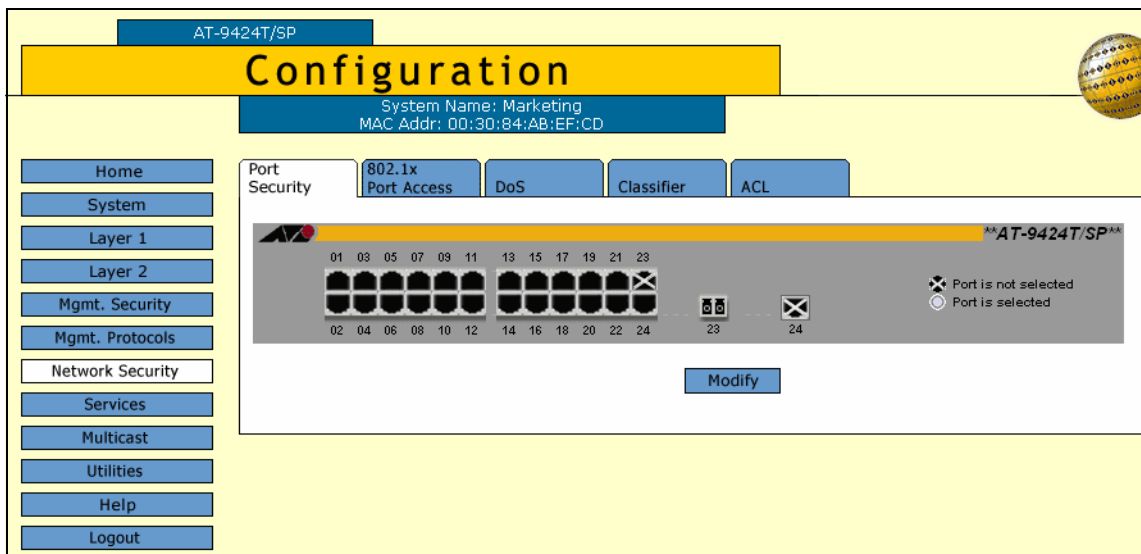 AT-9424T/SP
Configuration
System Name: Marketing
MAC Addr: 00:30:84:AB:EF:CD
Home
System
Layer 1
Layer 2
Mgmt. Security
Mgmt. Protocols
Network Security
Services
Multicast
Utilities
Help
Logout
Port
Security
802.1x
Port Access
DoS
Classifier
ACL
**AT-9424T/SP**
01 03 05 07 09 11 13 15 17 19 21 23
02 04 06 08 10 12 14 16 18 20 22 24
23
24
Port is not selected
Port is selected
Modify